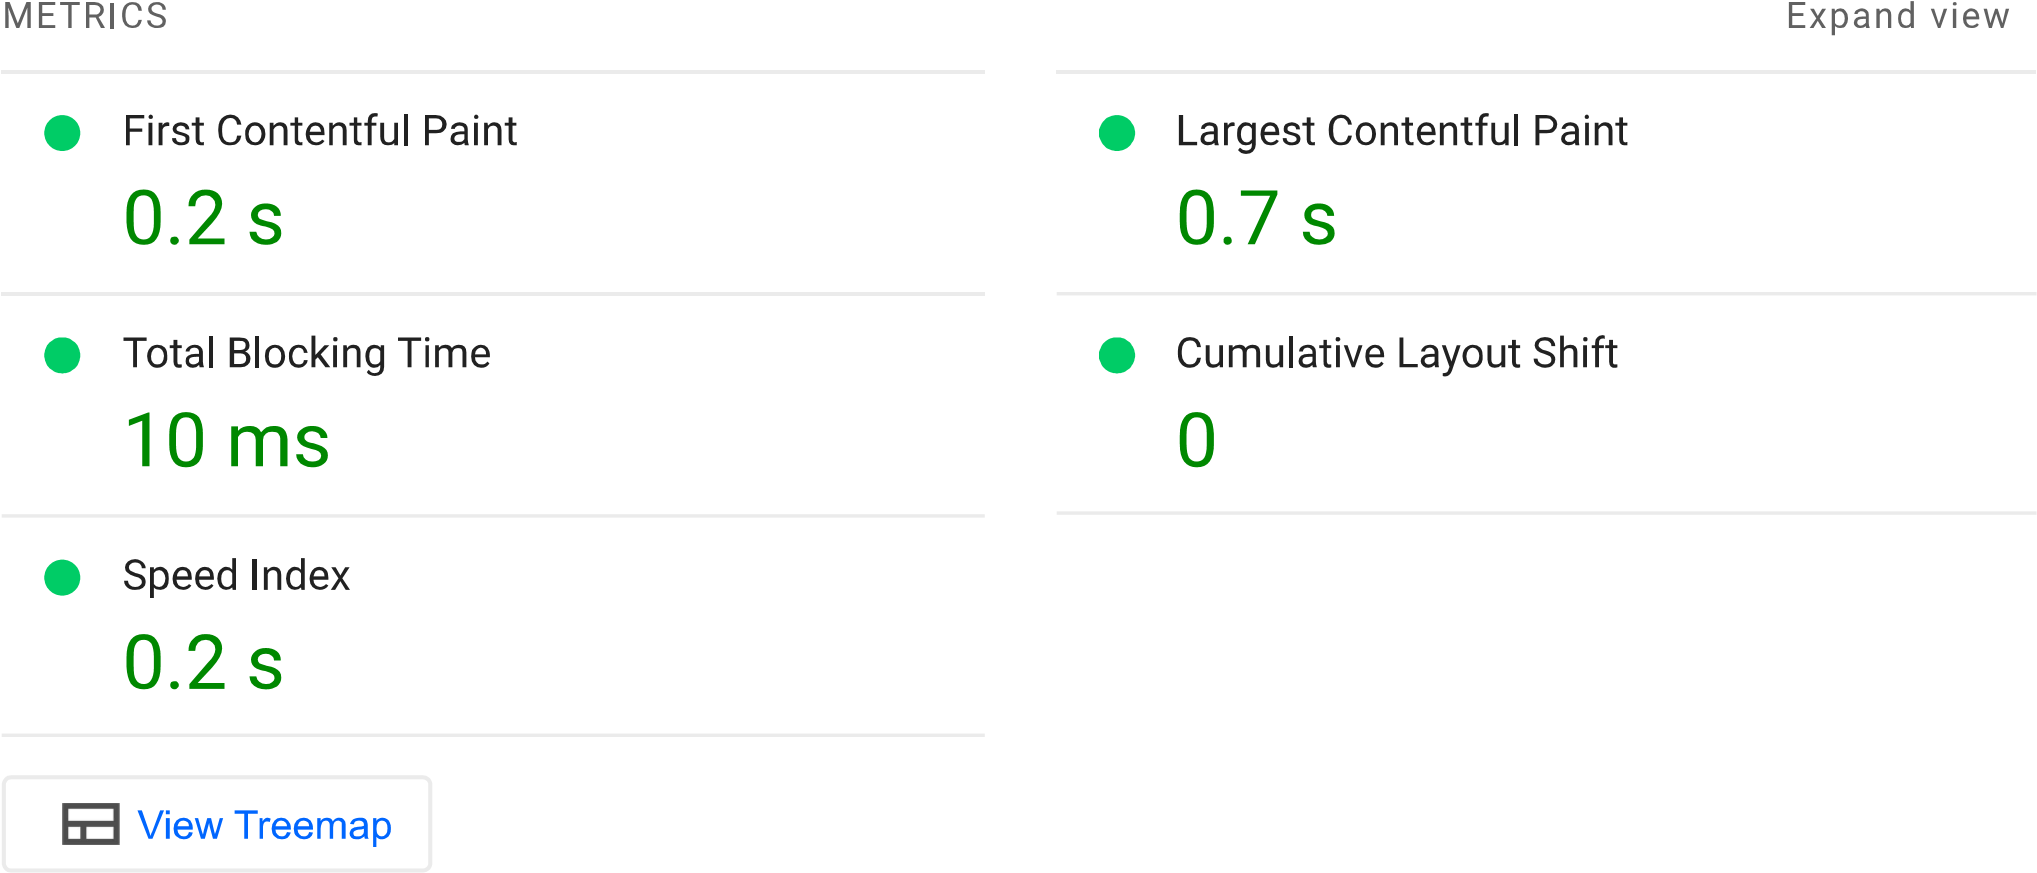 METRICS
Expand view
First Contentful Paint
0.2 s
Largest Contentful Paint
0.7 s
Total Blocking Time
10 ms
Cumulative Layout Shift
0
Speed Index
0.2 s
View Treemap